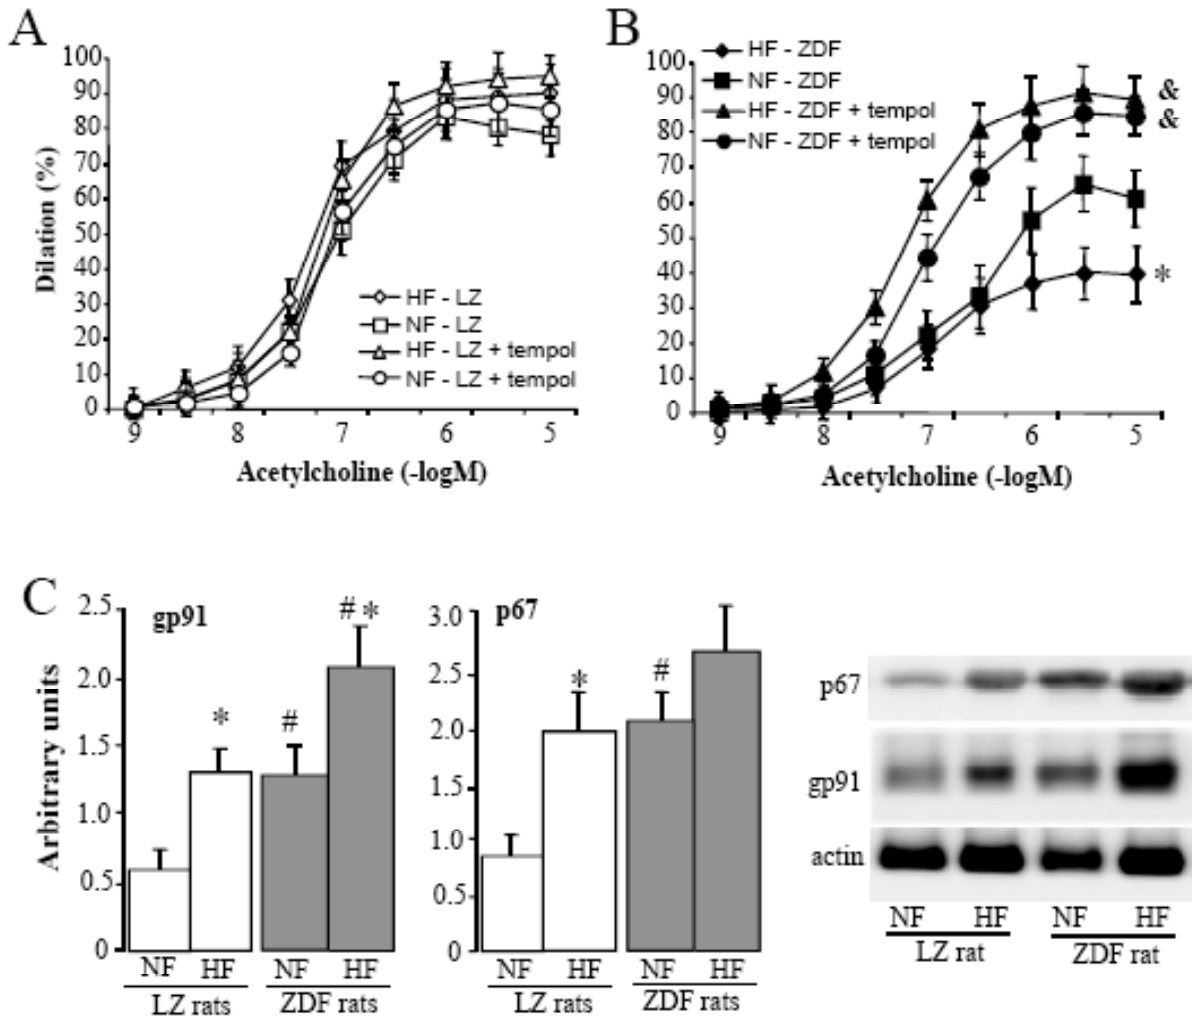 A
100
90
80
70
60
50
40
30
20
10
0
Dilation (%)
HF - LZ
NF - LZ
HF - LZ + tempol
NF - LZ + tempol
9 8 7 6 5
Acetylcholine (-logM)
B
HF - ZDF
NF - ZDF
HF - ZDF + tempol
NF - ZDF + tempol
100
90
80
70
60
50
40
30
20
10
0
&
&
*
9 8 7 6 5
Acetylcholine (-logM)
C
gp91
2.5
2.0
1.5
1.0
0.5
0
Arbitrary units
*
#
# *
NF HF NF HF
LZ rats ZDF rats
p67
3.0
2.5
2.0
1.5
1.0
0.5
0
*
#
NF HF NF HF
LZ rats ZDF rats
p67
gp91
actin
NF HF NF HF
LZ rat ZDF rat